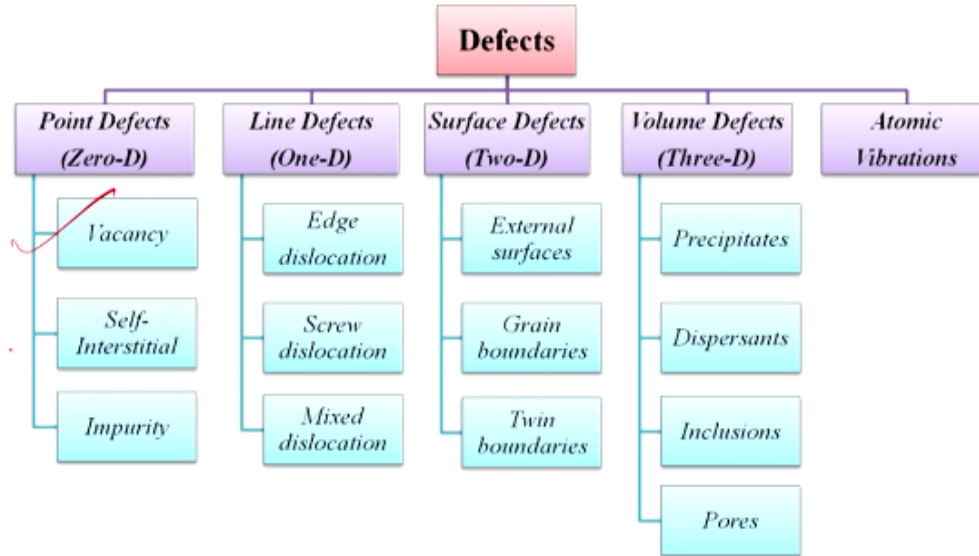 Defects
Point Defects
(Zero-D)
Vacancy
Self-
Interstitial
Impurity
Line Defects
(One-D)
Edge
dislocation
Screw
dislocation
Mixed
dislocation
Surface Defects
(Two-D)
External
surfaces
Grain
boundaries
Twin
boundaries
Volume Defects
(Three-D)
Precipitates
Dispersants
Inclusions
Pores
Atomic
Vibrations